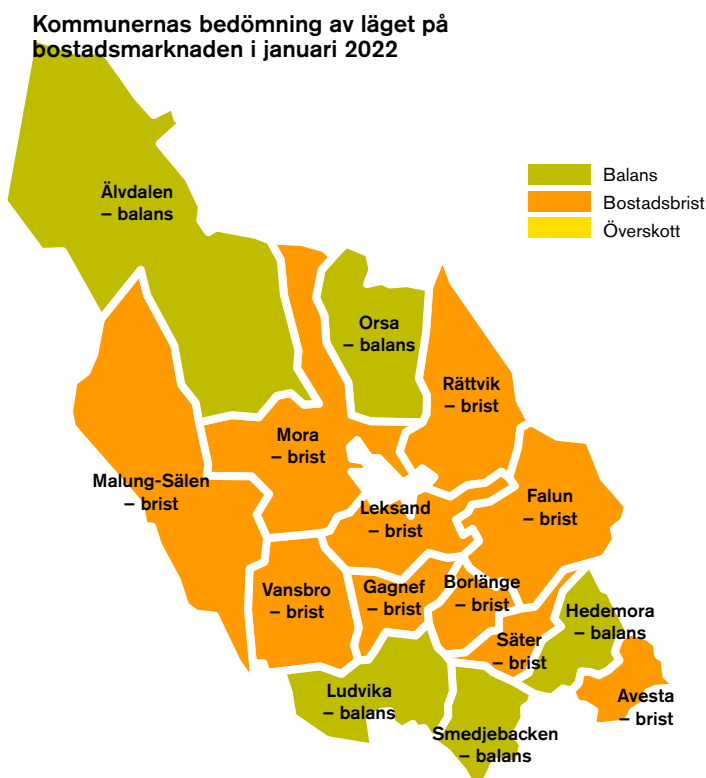 Kommunernas bedömning av läget på
bostadsmarknaden i januari 2022
Balans
Bostadsbrist
Överskott
Älvdalen
– balans
Orsa
– balans
Rättvik
– brist
Mora
– brist
Malung-Sälen
– brist
Leksand
– brist
Falun
– brist
Vansbro
– brist
Gagnef
– brist
Borlänge
– brist
Hedemora
– balans
Säter
– brist
Ludvika
– balans
Avesta
– brist
Smedjebacken
– balans